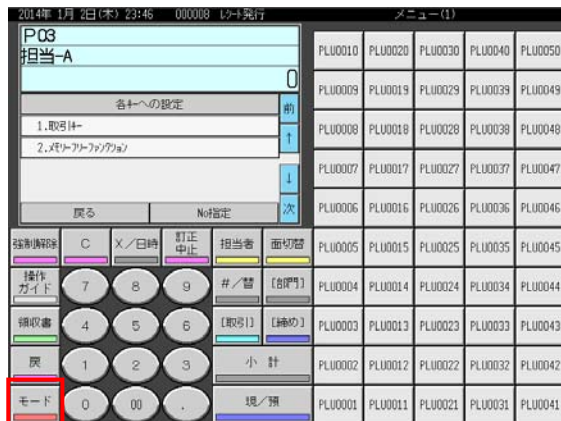 2014年 1月 2日(木) 23:46 000008 レシート発行 メニュー(1)
P03
担当-A
0
各キーへの設定
1.取引キー
2.メモリーフリーファンクション
前
↑
↓
次
戻る No指定
強制解除 C X/日時 訂正中止 担当者 面切替
操作ガイド 7 8 9 #/替 [部門]
領収書 4 5 6 [取引] [締め]
戻 1 2 3 小 計
モード 0 00 . 現/預
PLU0010 PLU0020 PLU0030 PLU0040 PLU0050
PLU0009 PLU0019 PLU0029 PLU0039 PLU0049
PLU0008 PLU0018 PLU0028 PLU0038 PLU0048
PLU0007 PLU0017 PLU0027 PLU0037 PLU0047
PLU0006 PLU0016 PLU0026 PLU0036 PLU0046
PLU0005 PLU0015 PLU0025 PLU0035 PLU0045
PLU0004 PLU0014 PLU0024 PLU0034 PLU0044
PLU0003 PLU0013 PLU0023 PLU0033 PLU0043
PLU0002 PLU0012 PLU0022 PLU0032 PLU0042
PLU0001 PLU0011 PLU0021 PLU0031 PLU0041